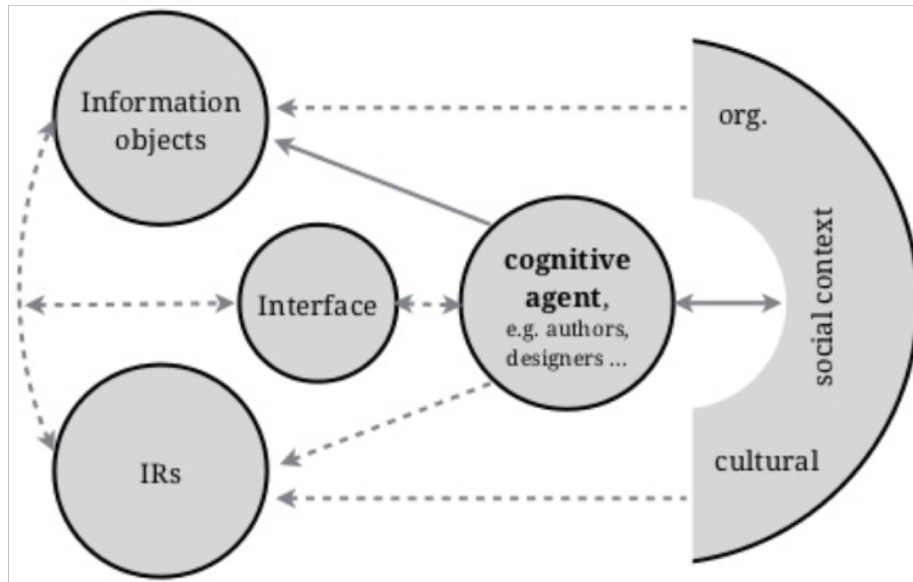 Information
objects
org.
Interface
cognitive
agent,
e.g. authors,
designers ...
social context
IRs
cultural